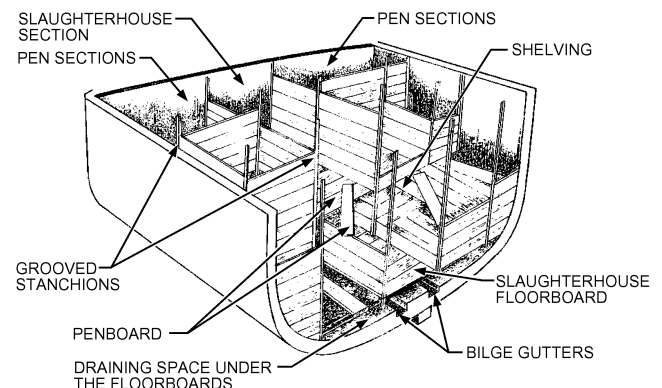 SLAUGHTERHOUSE
SECTION
PEN SECTIONS
PEN SECTIONS
SHELVING
GROOVED
STANCHIONS
SLAUGHTERHOUSE
FLOORBOARD
PENBOARD
BILGE GUTTERS
DRAINING SPACE UNDER
THE FLOORBOARDS